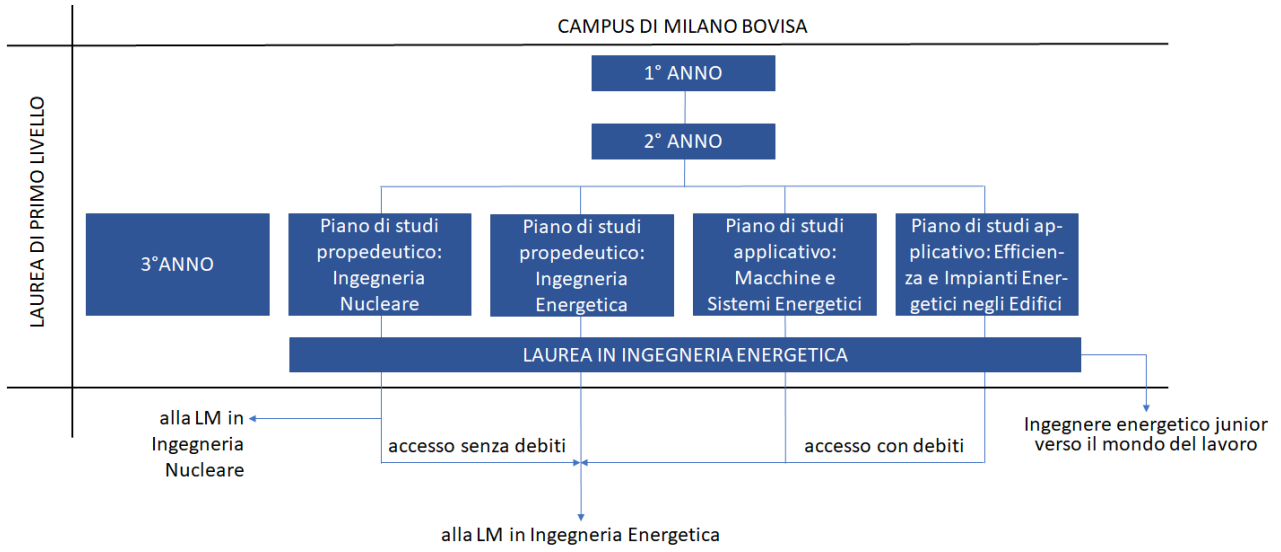 CAMPUS DI MILANO BOVISA
LAUREA DI PRIMO LIVELLO
1° ANNO
2° ANNO
3°ANNO
Piano di studi
propedeutico:
Ingegneria
Nucleare
Piano di studi
propedeutico:
Ingegneria
Energetica
Piano di studi
applicativo:
Macchine e
Sistemi Energetici
Piano di studi ap-
plicativo: Efficien-
za e Impianti Ener-
getici negli Edifici
LAUREA IN INGEGNERIA ENERGETICA
alla LM in
Ingegneria
Nucleare
accesso senza debiti
accesso con debiti
Ingegnere energetico junior
verso il mondo del lavoro
alla LM in Ingegneria Energetica